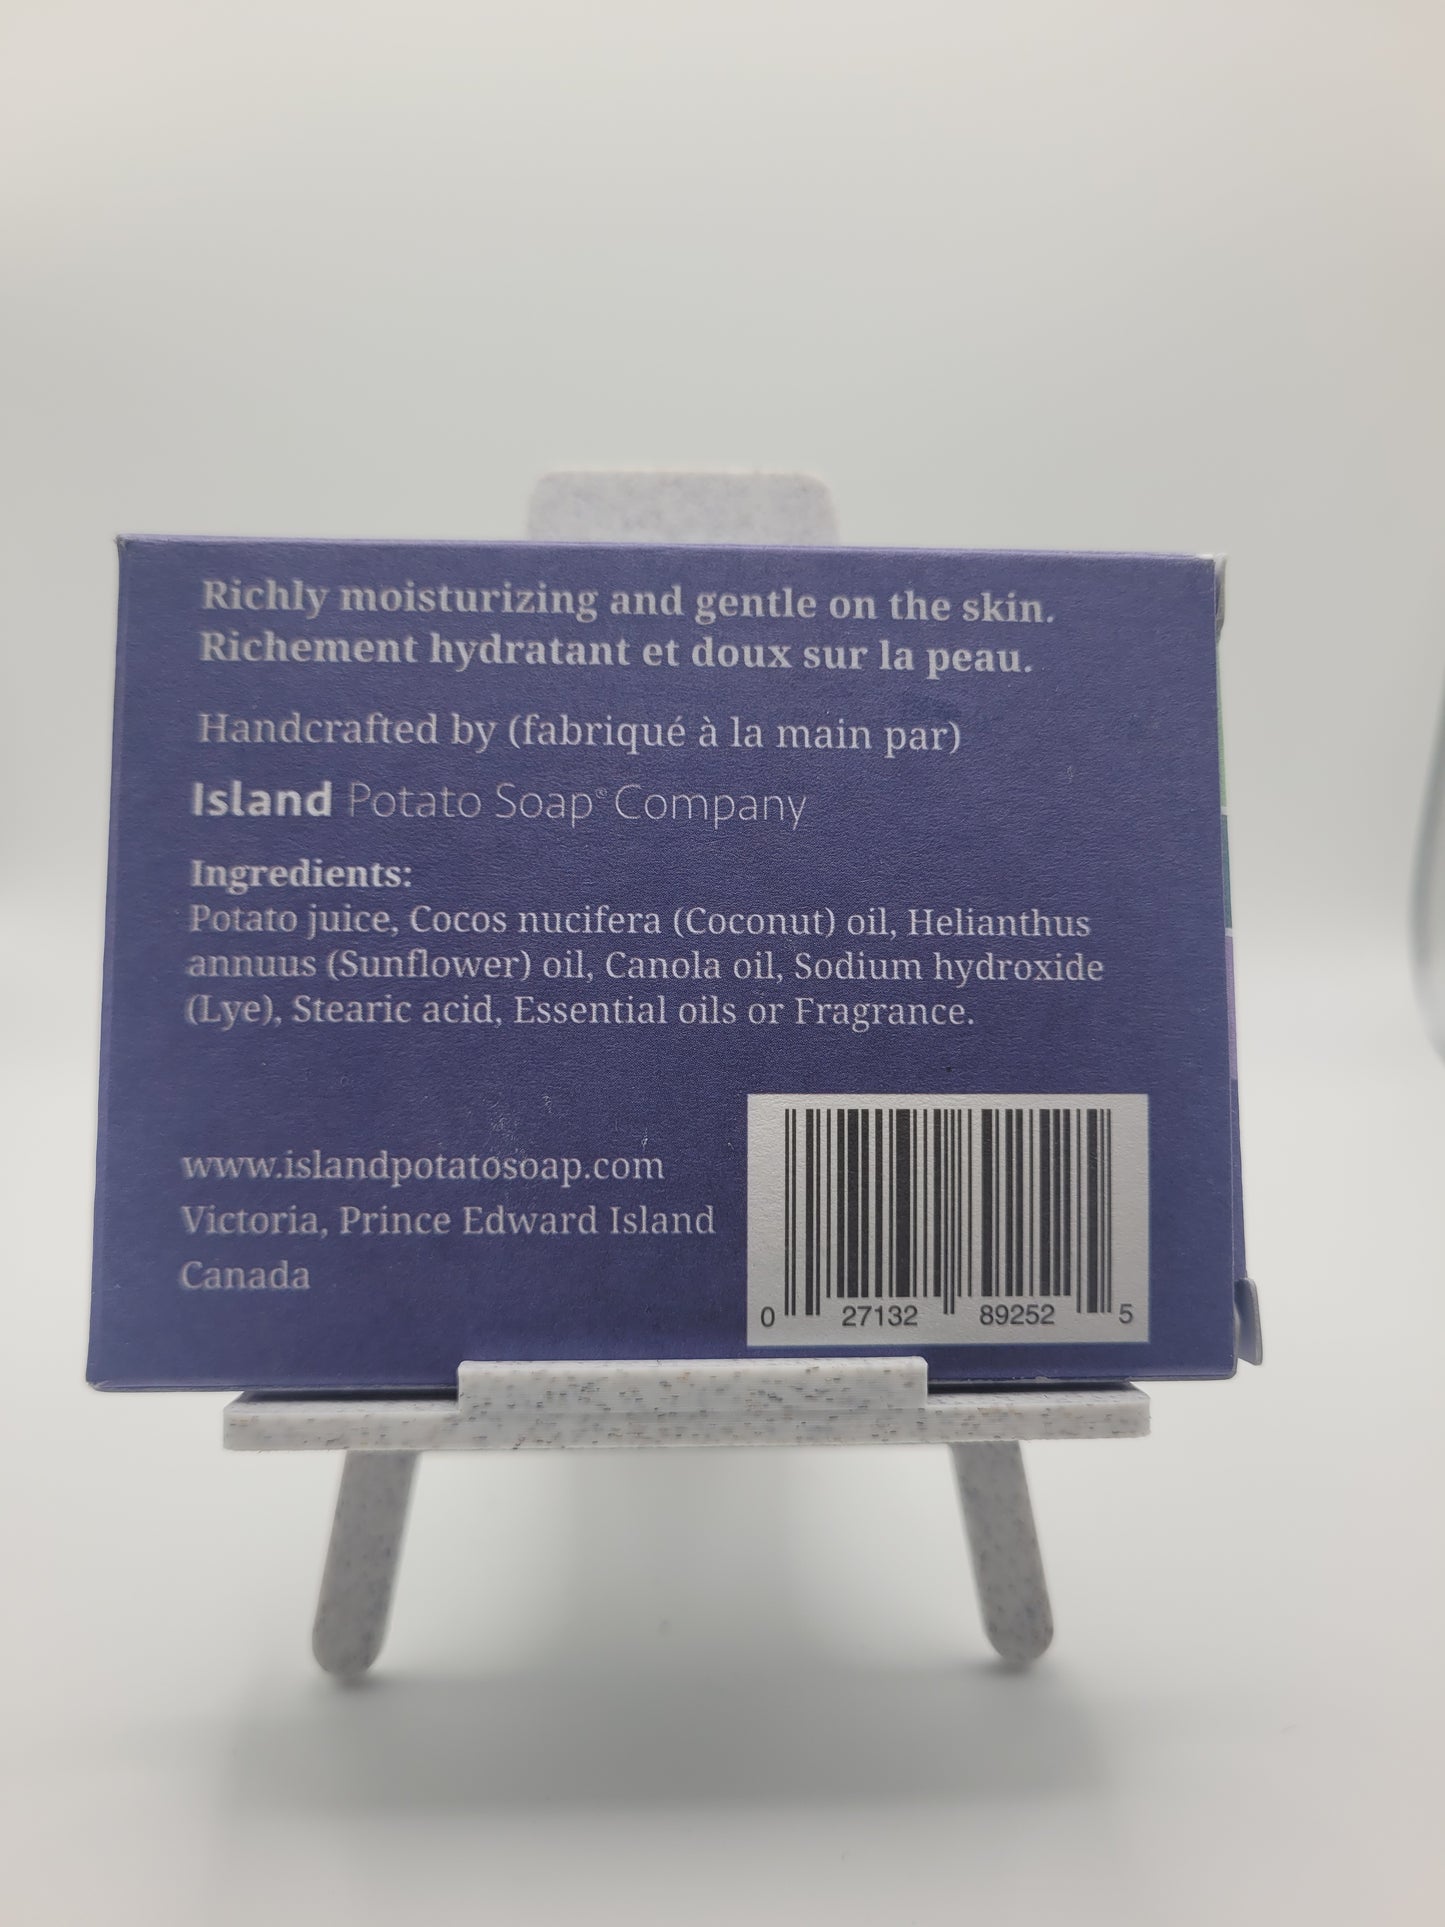 Richly moisturizing and gentle on the skin.
Richement hydratant et doux sur la peau.
Handcrafted by (fabriqué à la main par)
Island Potato Soap® Company
Ingredients:
Potato juice, Cocos nucifera (Coconut) oil, Helianthus
annuus (Sunflower) oil, Canola oil, Sodium hydroxide
(Lye), Stearic acid, Essential oils or Fragrance.
www.islandpotatosoap.com
Victoria, Prince Edward Island
Canada
0 27132 89252 5